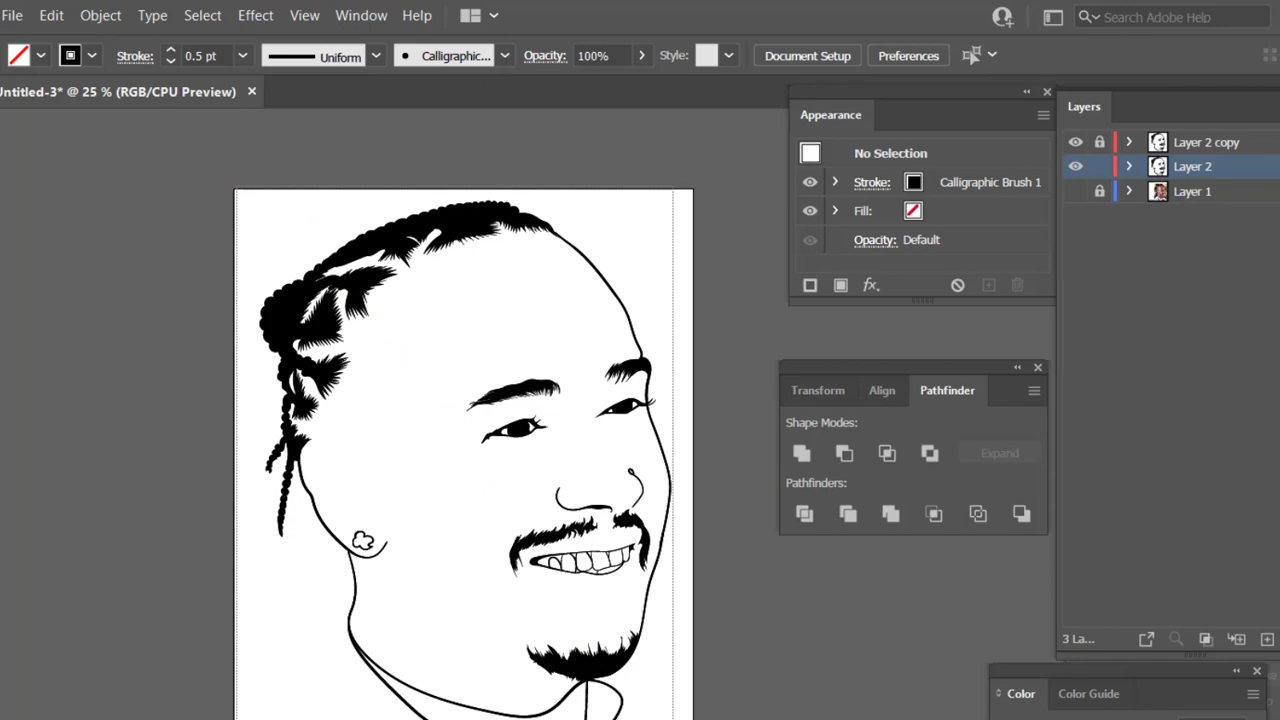 File Edit Object Type Select Effect View Window Help Search Adobe Help
Stroke: 0.5 pt Uniform Calligraphic... Opacity: 100% Style: Document Setup Preferences
Untitled-3* @ 25 % (RGB/CPU Preview)
Appearance
No Selection
Stroke: Calligraphic Brush 1
Fill:
Opacity: Default
Transform Align Pathfinder
Shape Modes:
Expand
Pathfinders:
Layers
Layer 2 copy
Layer 2
Layer 1
3 La...
Color Color Guide